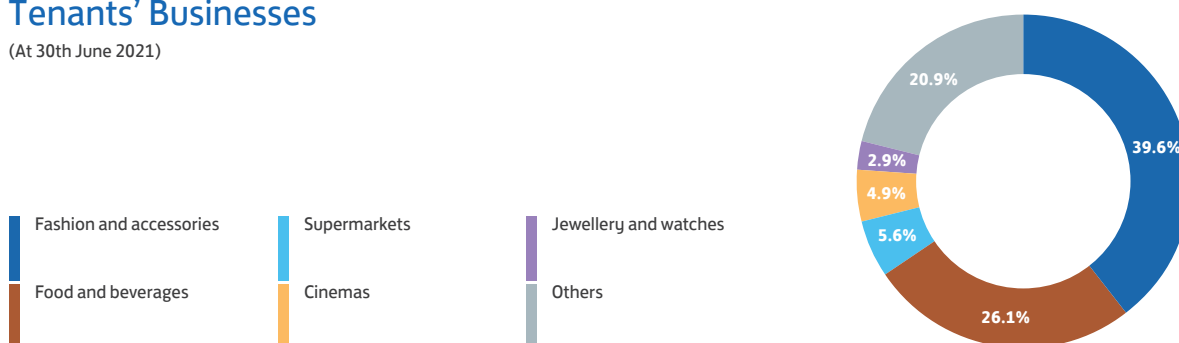 Tenants' Businesses
(At 30th June 2021)
20.9%
39.6%
2.9%
4.9%
5.6%
26.1%
Fashion and accessories
Supermarkets
Jewellery and watches
Food and beverages
Cinemas
Others